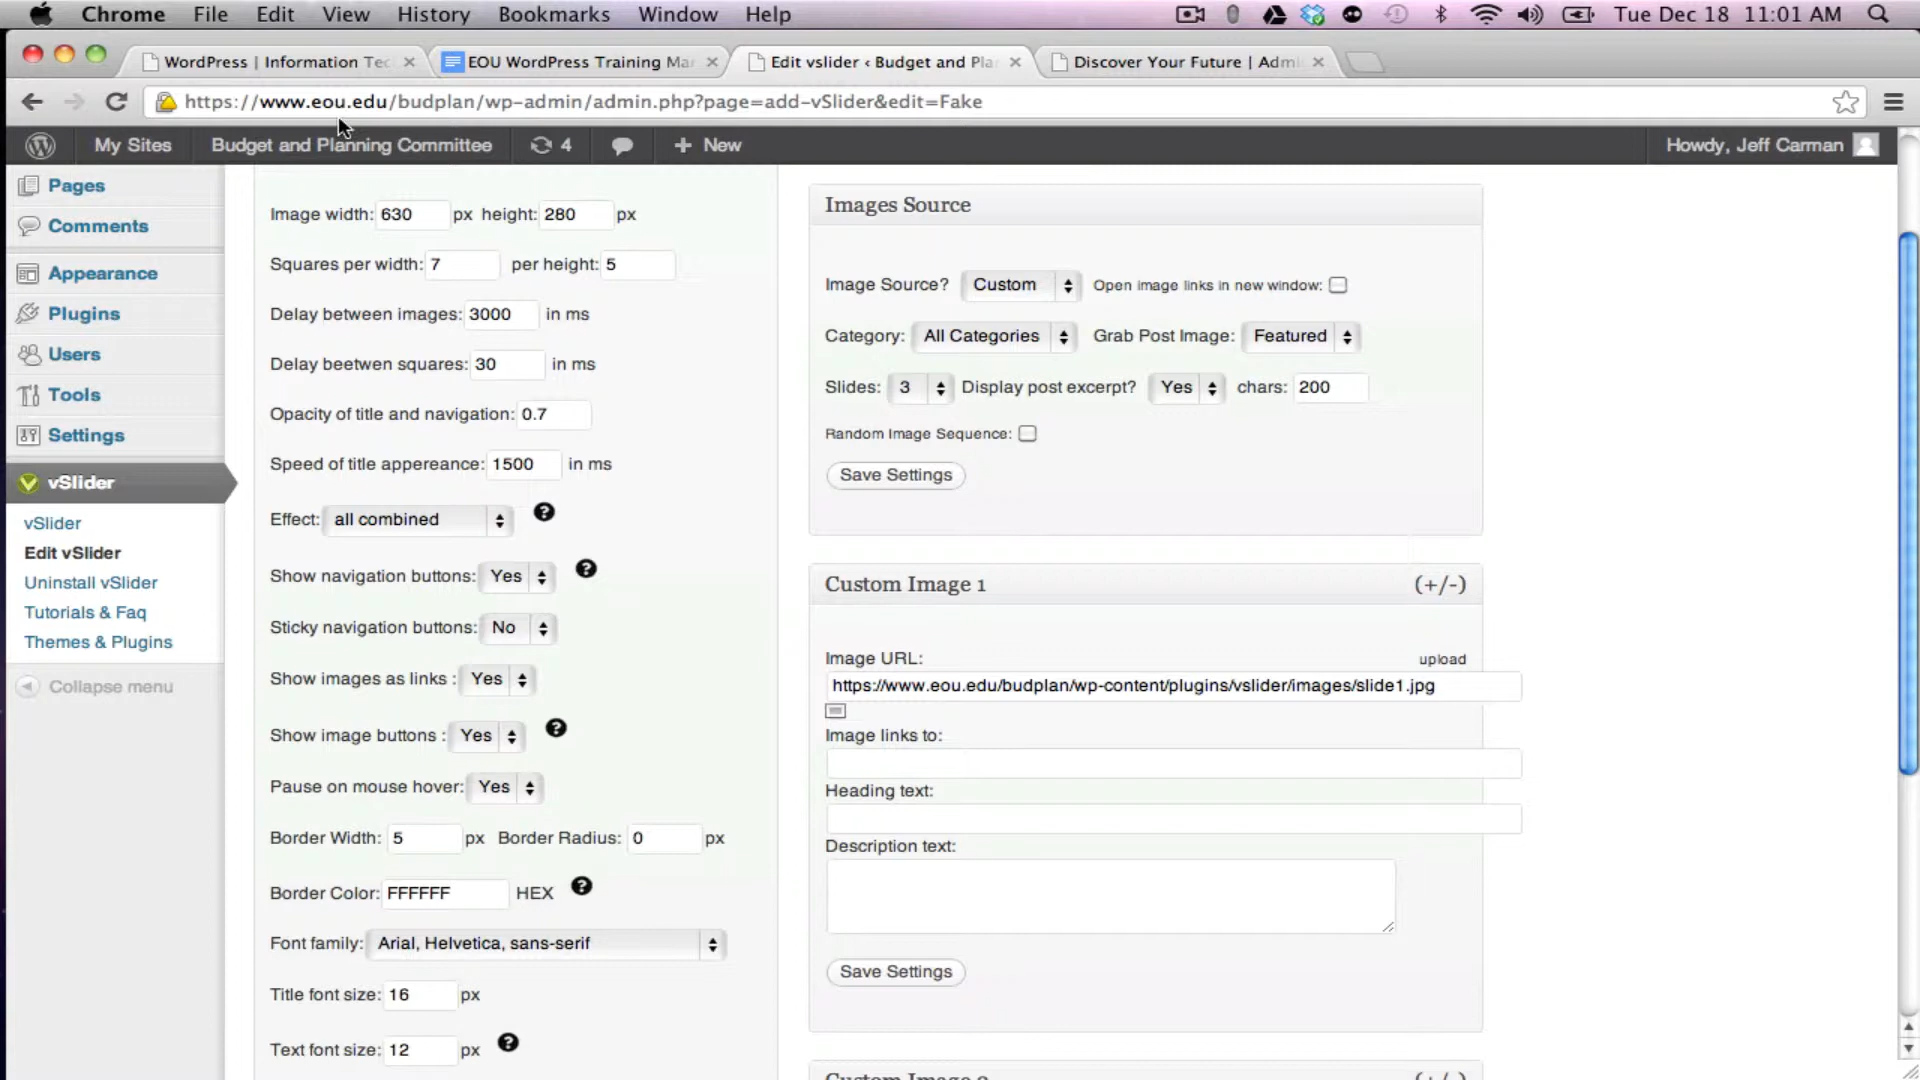 Chrome File Edit View History Bookmarks Window Help Tue Dec 18 11:01 AM
WordPress | Information Tec EOU WordPress Training Mar Edit vslider ‹ Budget and Pla Discover Your Future | Admi
https://www.eou.edu/budplan/wp-admin/admin.php?page=add-vSlider&edit=Fake
My Sites Budget and Planning Committee 4 + New Howdy, Jeff Carman
Pages
Comments
Appearance
Plugins
Users
Tools
Settings
vSlider
vSlider
Edit vSlider
Uninstall vSlider
Tutorials & Faq
Themes & Plugins
Collapse menu
Image width: 630 px height: 280 px
Squares per width: 7 per height: 5
Delay between images: 3000 in ms
Delay beetwen squares: 30 in ms
Opacity of title and navigation: 0.7
Speed of title appereance: 1500 in ms
Effect: all combined ?
Show navigation buttons: Yes ?
Sticky navigation buttons: No
Show images as links : Yes
Show image buttons : Yes ?
Pause on mouse hover: Yes
Border Width: 5 px Border Radius: 0 px
Border Color: FFFFFF HEX ?
Font family: Arial, Helvetica, sans-serif
Title font size: 16 px
Text font size: 12 px ?
Images Source
Image Source? Custom Open image links in new window:
Category: All Categories Grab Post Image: Featured
Slides: 3 Display post excerpt? Yes chars: 200
Random Image Sequence:
Save Settings
Custom Image 1 (+/-)
Image URL: upload
https://www.eou.edu/budplan/wp-content/plugins/vslider/images/slide1.jpg
Image links to:
Heading text:
Description text:
Save Settings
Custom Image 2 (+/-)